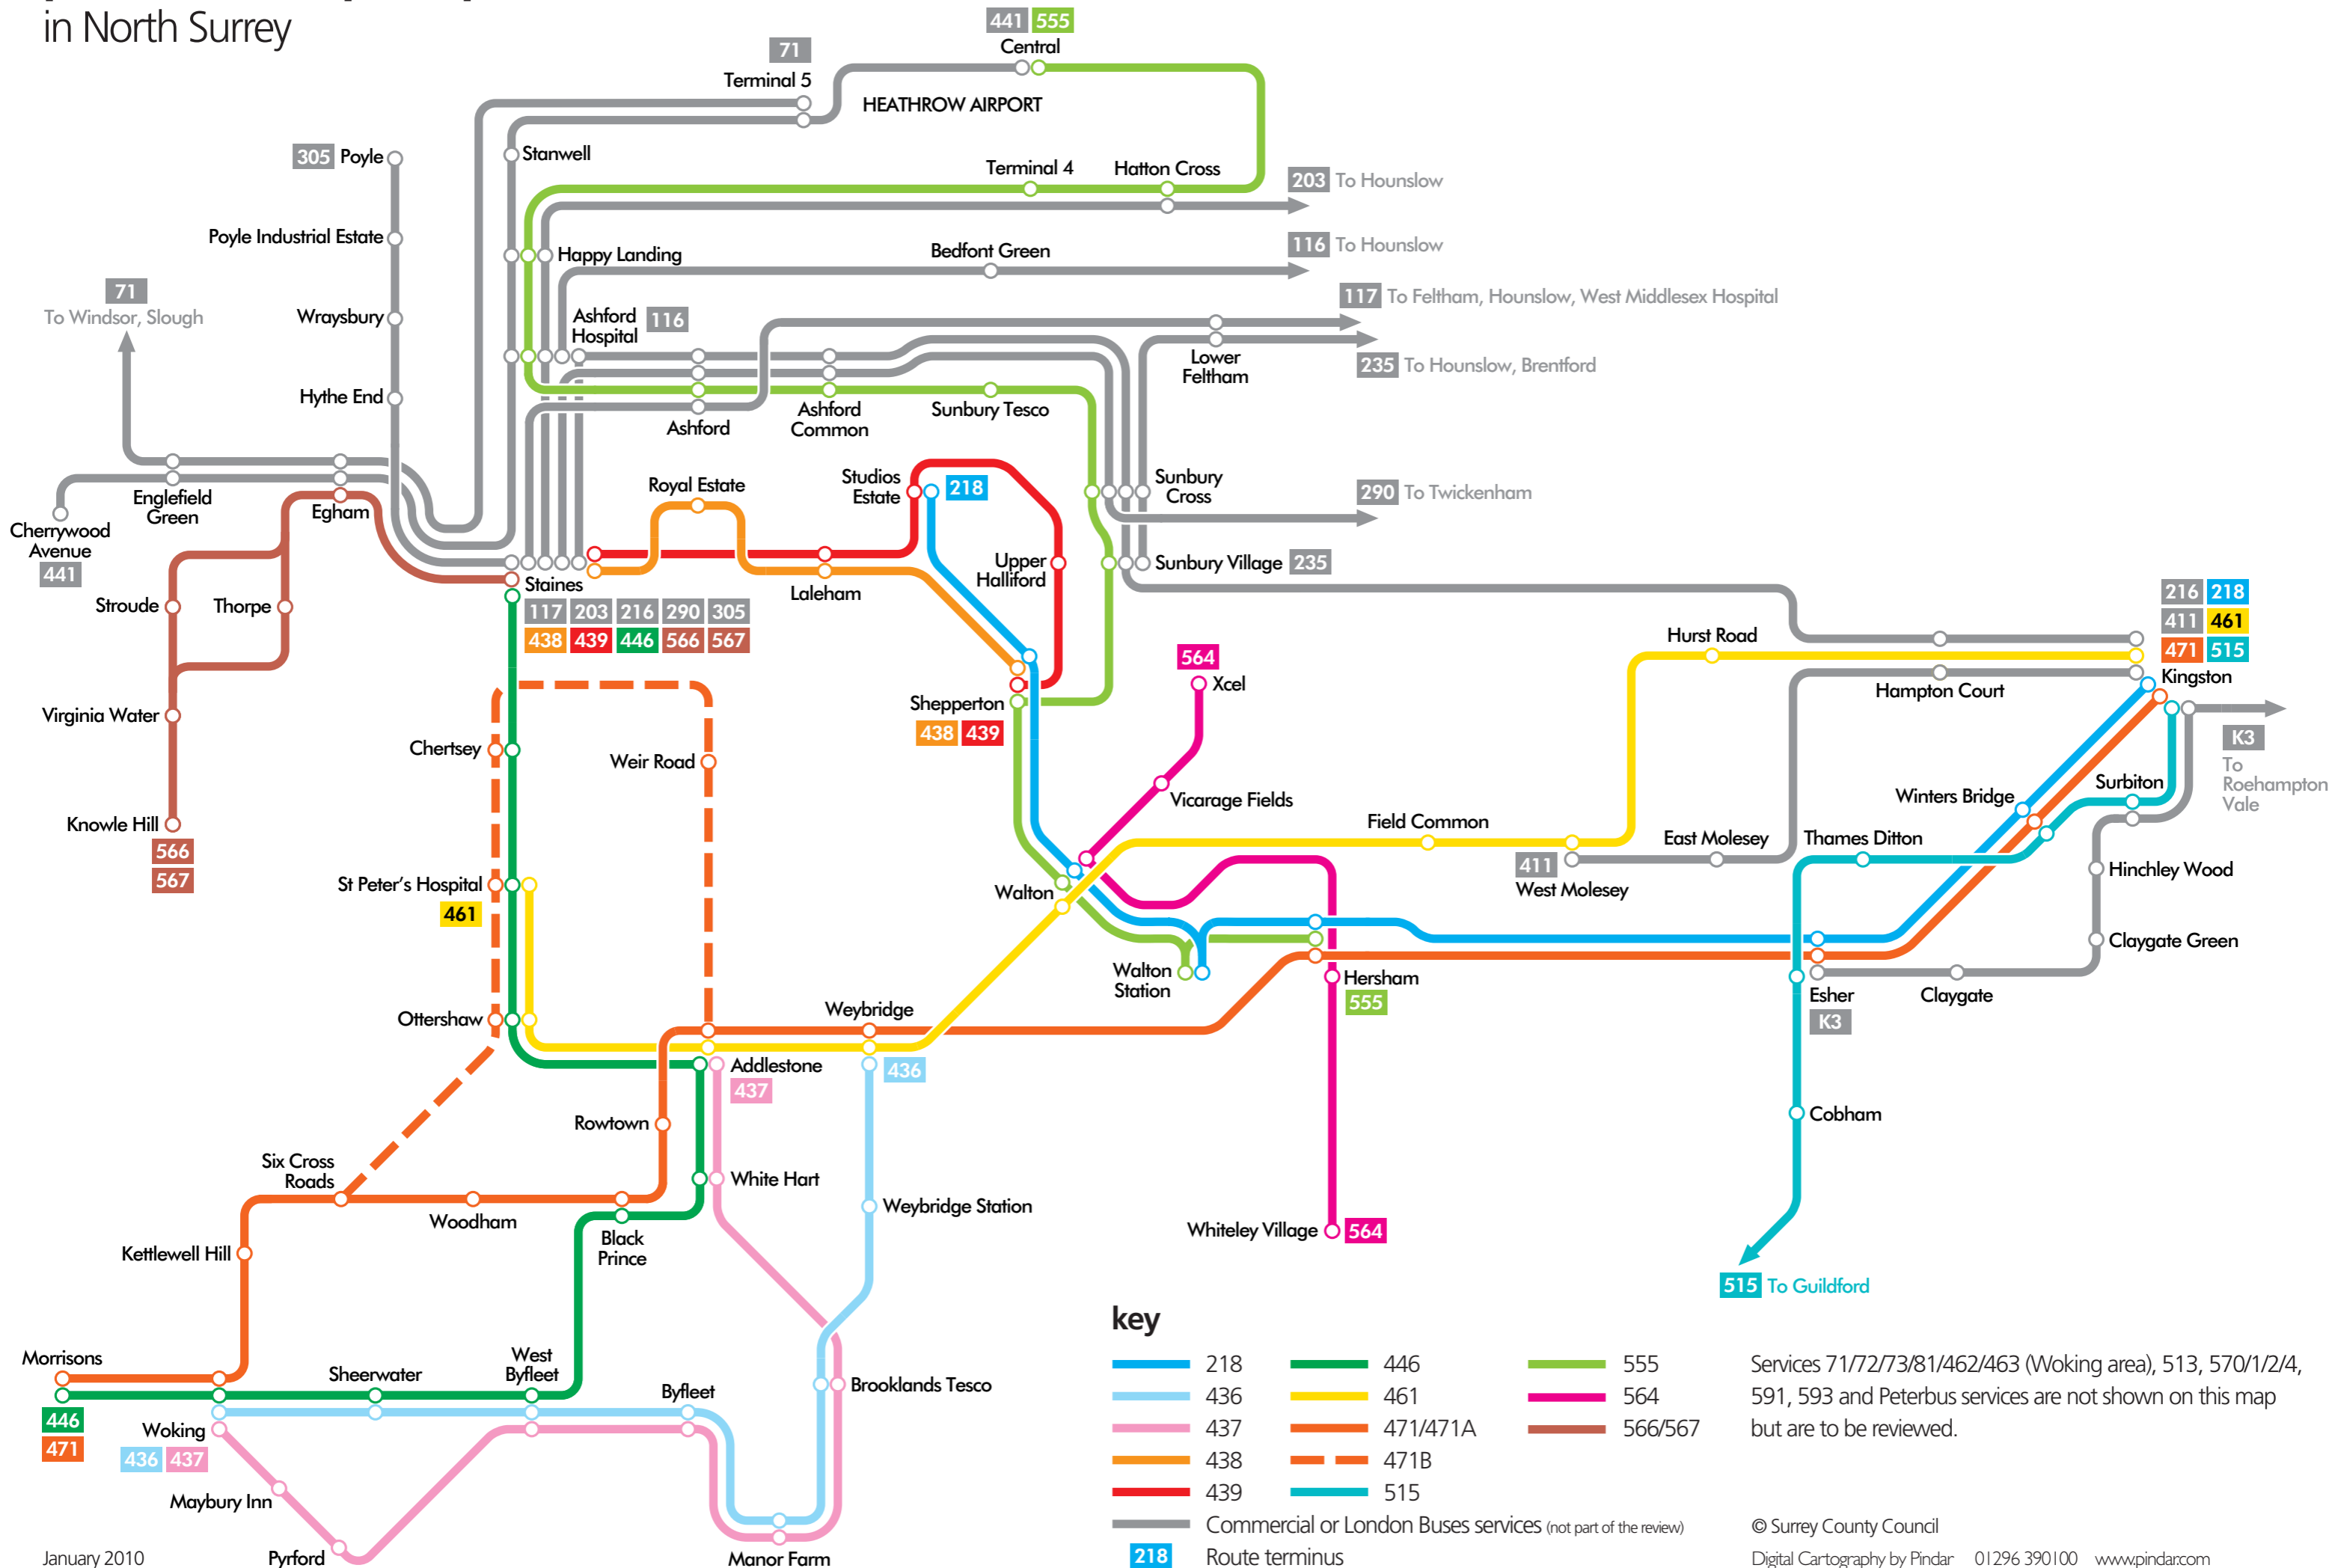 in North Surrey
441 555
Central
71
Terminal 5
HEATHROW AIRPORT
305 Poyle
Stanwell
Terminal 4
Hatton Cross
203 To Hounslow
Poyle Industrial Estate
Happy Landing
Bedfont Green
116 To Hounslow
71
To Windsor, Slough
Wraysbury
Ashford
Hospital
116
117 To Feltham, Hounslow, West Middlesex Hospital
Lower
Feltham
235 To Hounslow, Brentford
Hythe End
Ashford
Ashford
Common
Sunbury Tesco
Englefield
Green
Egham
Royal Estate
Studios
Estate
218
Sunbury
Cross
290 To Twickenham
Cherrywood
Avenue
441
Upper
Halliford
Sunbury Village 235
Staines
117 203 216 290 305
438 439 446 566 567
Laleham
Stroude
Thorpe
216 218
411 461
471 515
Kingston
Hurst Road
Hampton Court
564
Xcel
Shepperton
438 439
K3
To
Roehampton
Vale
Virginia Water
Chertsey
Weir Road
Vicarage Fields
Winters Bridge
Surbiton
Knowle Hill
566
567
Field Common
East Molesey
Thames Ditton
411
West Molesey
Hinchley Wood
St Peter's Hospital
461
Walton
Claygate Green
Walton
Station
Hersham
555
Esher
K3
Claygate
Ottershaw
Weybridge
436
Addlestone
437
Rowtown
Cobham
Six Cross
Roads
White Hart
Woodham
Weybridge Station
Black
Prince
Whiteley Village 564
Kettlewell Hill
515 To Guildford
Morrisons
446
471
Sheerwater
West
Byfleet
Byfleet
Brooklands Tesco
Woking
436 437
Maybury Inn
Pyrford
Manor Farm
key
218
436
437
438
439
446
461
471/471A
471B
515
555
564
566/567
Commercial or London Buses services (not part of the review)
218 Route terminus
Services 71/72/73/81/462/463 (Woking area), 513, 570/1/2/4,
591, 593 and Peterbus services are not shown on this map
but are to be reviewed.
© Surrey County Council
Digital Cartography by Pindar 01296 390100 www.pindar.com
January 2010